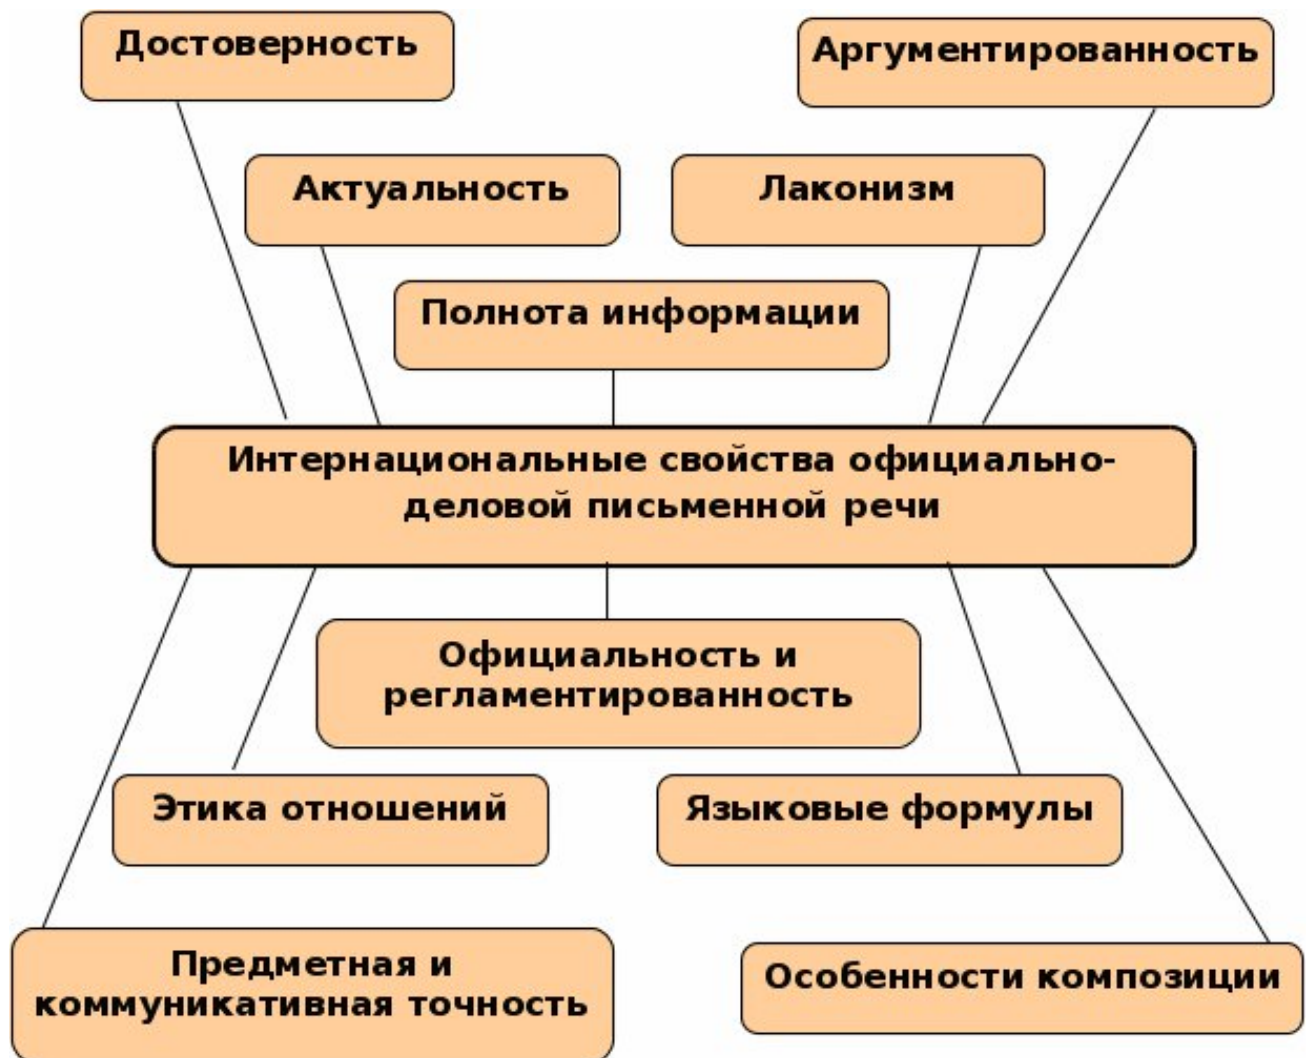 Достоверность
Аргументированность
Актуальность
Лаконизм
Полнота информации
Интернациональные свойства официально-
деловой письменной речи
Официальность и
регламентированность
Этика отношений
Языковые формулы
Предметная и
коммуникативная точность
Особенности композиции